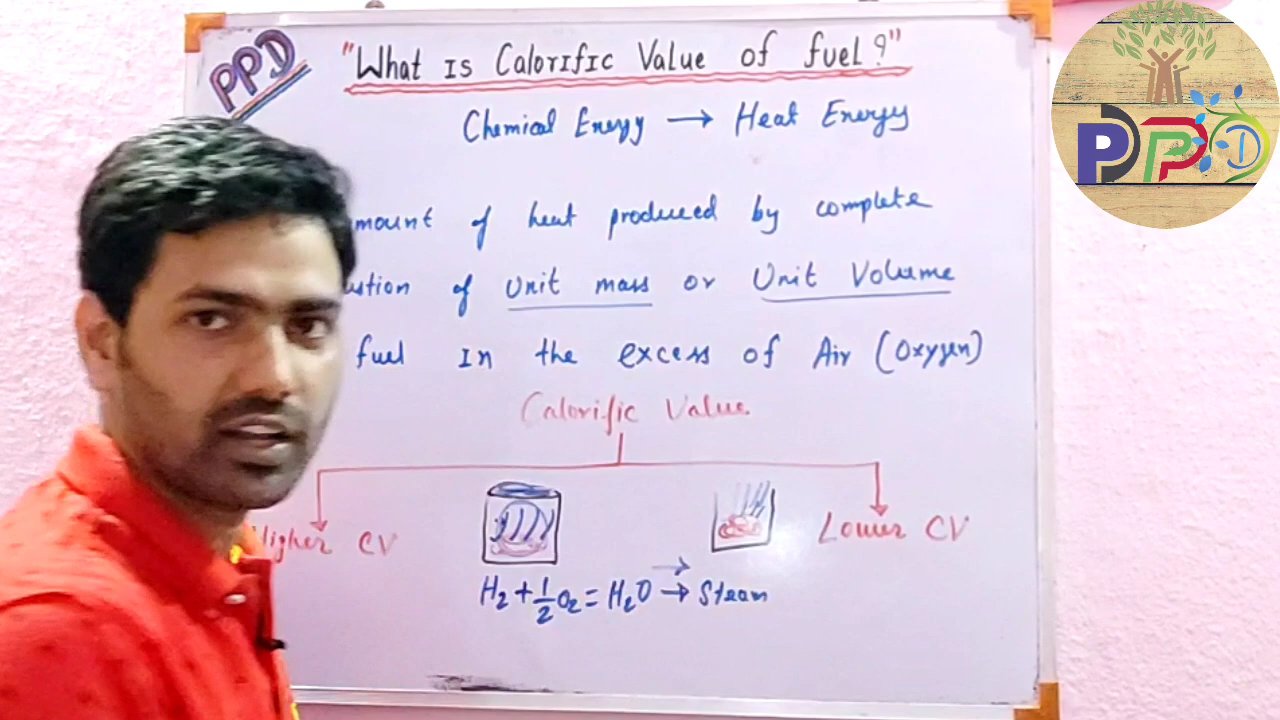 PPD
"What Is Calorific Value of fuel?"
Chemical Energy → Heat Energy
mount of heat produced by complete
ustion of Unit mass or Unit Volume
fuel In the excess of Air (Oxygen)
Calorific Value
Higher CV
Lower CV
H₂ + 1/2 O₂ = H₂O → Steam
PPD